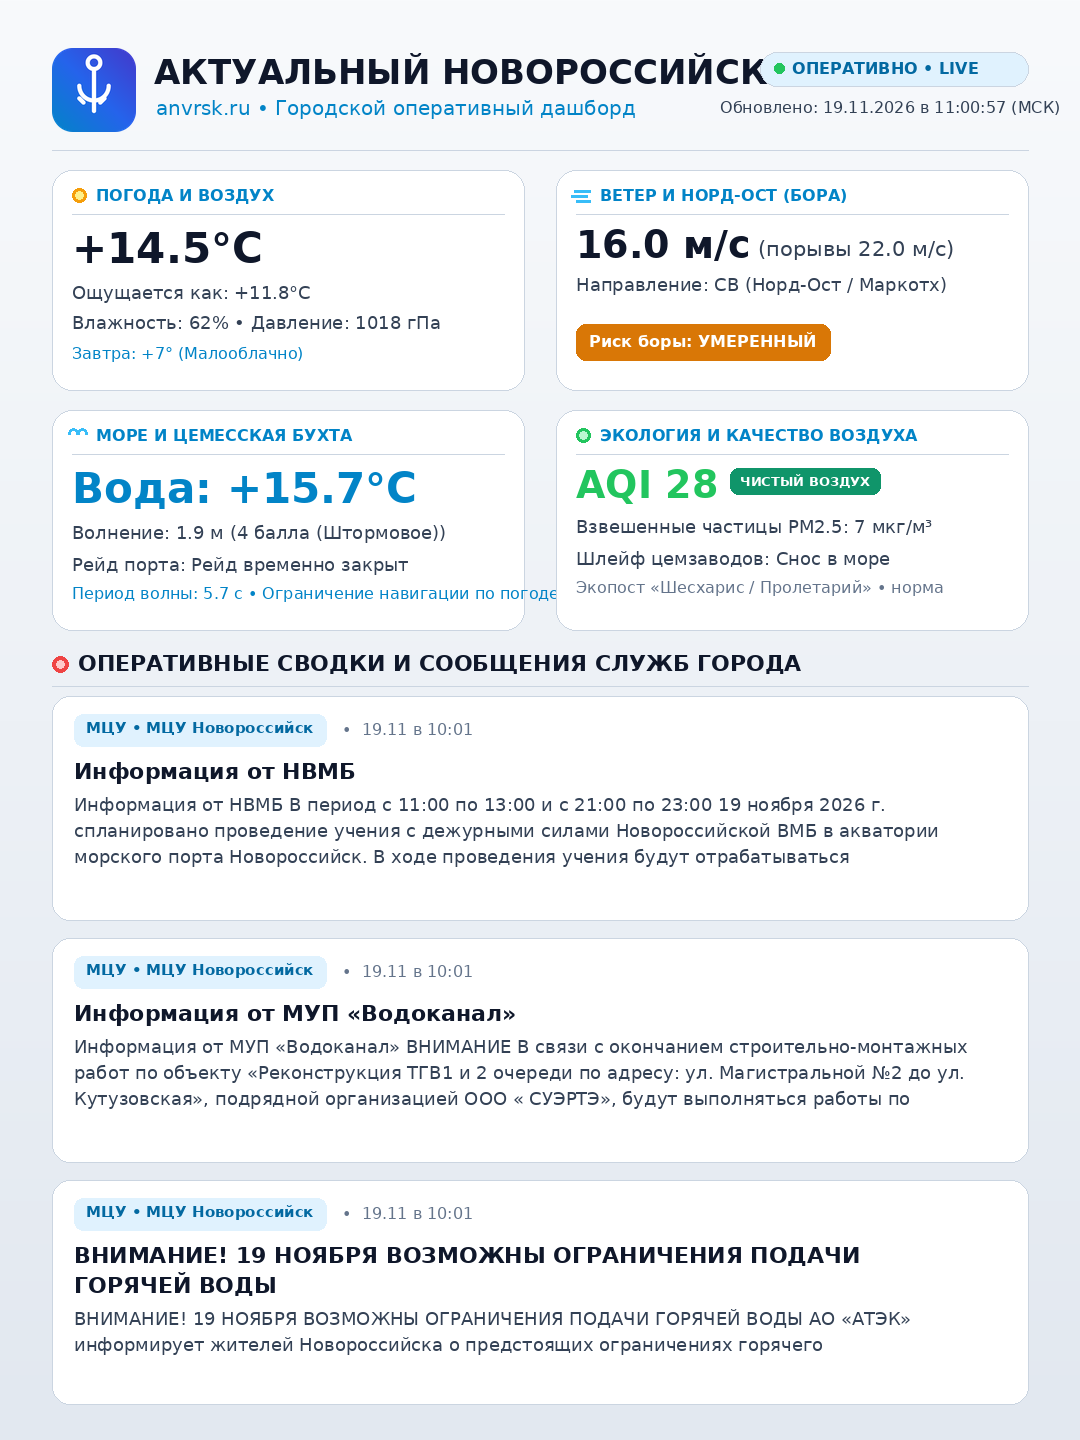 АКТУАЛЬНЫЙ НОВОРОССИЙСК
ОПЕРАТИВНО • LIVE
anvrsk.ru • Городской оперативный дашборд
Обновлено: 19.11.2026 в 11:00:57 (МСК)
ПОГОДА И ВОЗДУХ
+14.5°C
Ощущается как: +11.8°C
Влажность: 62% • Давление: 1018 гПа
Завтра: +7° (Малооблачно)
ВЕТЕР И НОРД-ОСТ (БОРА)
16.0 м/с (порывы 22.0 м/с)
Направление: СВ (Норд-Ост / Маркотх)
Риск боры: УМЕРЕННЫЙ
МОРЕ И ЦЕМЕССКАЯ БУХТА
Вода: +15.7°C
Волнение: 1.9 м (4 балла (Штормовое))
Рейд порта: Рейд временно закрыт
Период волны: 5.7 с • Ограничение навигации по погоде
ЭКОЛОГИЯ И КАЧЕСТВО ВОЗДУХА
AQI 28 ЧИСТЫЙ ВОЗДУХ
Взвешенные частицы PM2.5: 7 мкг/м³
Шлейф цемзаводов: Снос в море
Экопост «Шесхарис / Пролетарий» • норма
ОПЕРАТИВНЫЕ СВОДКИ И СООБЩЕНИЯ СЛУЖБ ГОРОДА
МЦУ • МЦУ Новороссийск • 19.11 в 10:01
Информация от НВМБ
Информация от НВМБ В период с 11:00 по 13:00 и с 21:00 по 23:00 19 ноября 2026 г.
спланировано проведение учения с дежурными силами Новороссийской ВМБ в акватории
морского порта Новороссийск. В ходе проведения учения будут отрабатываться
МЦУ • МЦУ Новороссийск • 19.11 в 10:01
Информация от МУП «Водоканал»
Информация от МУП «Водоканал» ВНИМАНИЕ В связи с окончанием строительно-монтажных
работ по объекту «Реконструкция ТГВ1 и 2 очереди по адресу: ул. Магистральной №2 до ул.
Кутузовская», подрядной организацией ООО « СУЭРТЭ», будут выполняться работы по
МЦУ • МЦУ Новороссийск • 19.11 в 10:01
ВНИМАНИЕ! 19 НОЯБРЯ ВОЗМОЖНЫ ОГРАНИЧЕНИЯ ПОДАЧИ
ГОРЯЧЕЙ ВОДЫ
ВНИМАНИЕ! 19 НОЯБРЯ ВОЗМОЖНЫ ОГРАНИЧЕНИЯ ПОДАЧИ ГОРЯЧЕЙ ВОДЫ АО «АТЭК»
информирует жителей Новороссийска о предстоящих ограничениях горячего